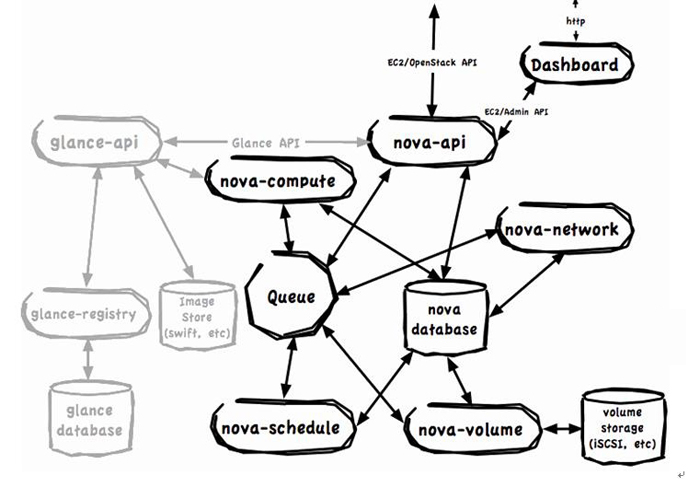 http
EC2/OpenStack API
Dashboard
EC2/Admin API
glance-api
Glance API
nova-api
nova-compute
nova-network
Queue
Image
Store
(swift, etc)
nova
database
glance-registry
glance
database
nova-schedule
nova-volume
volume
storage
(iSCSI, etc)